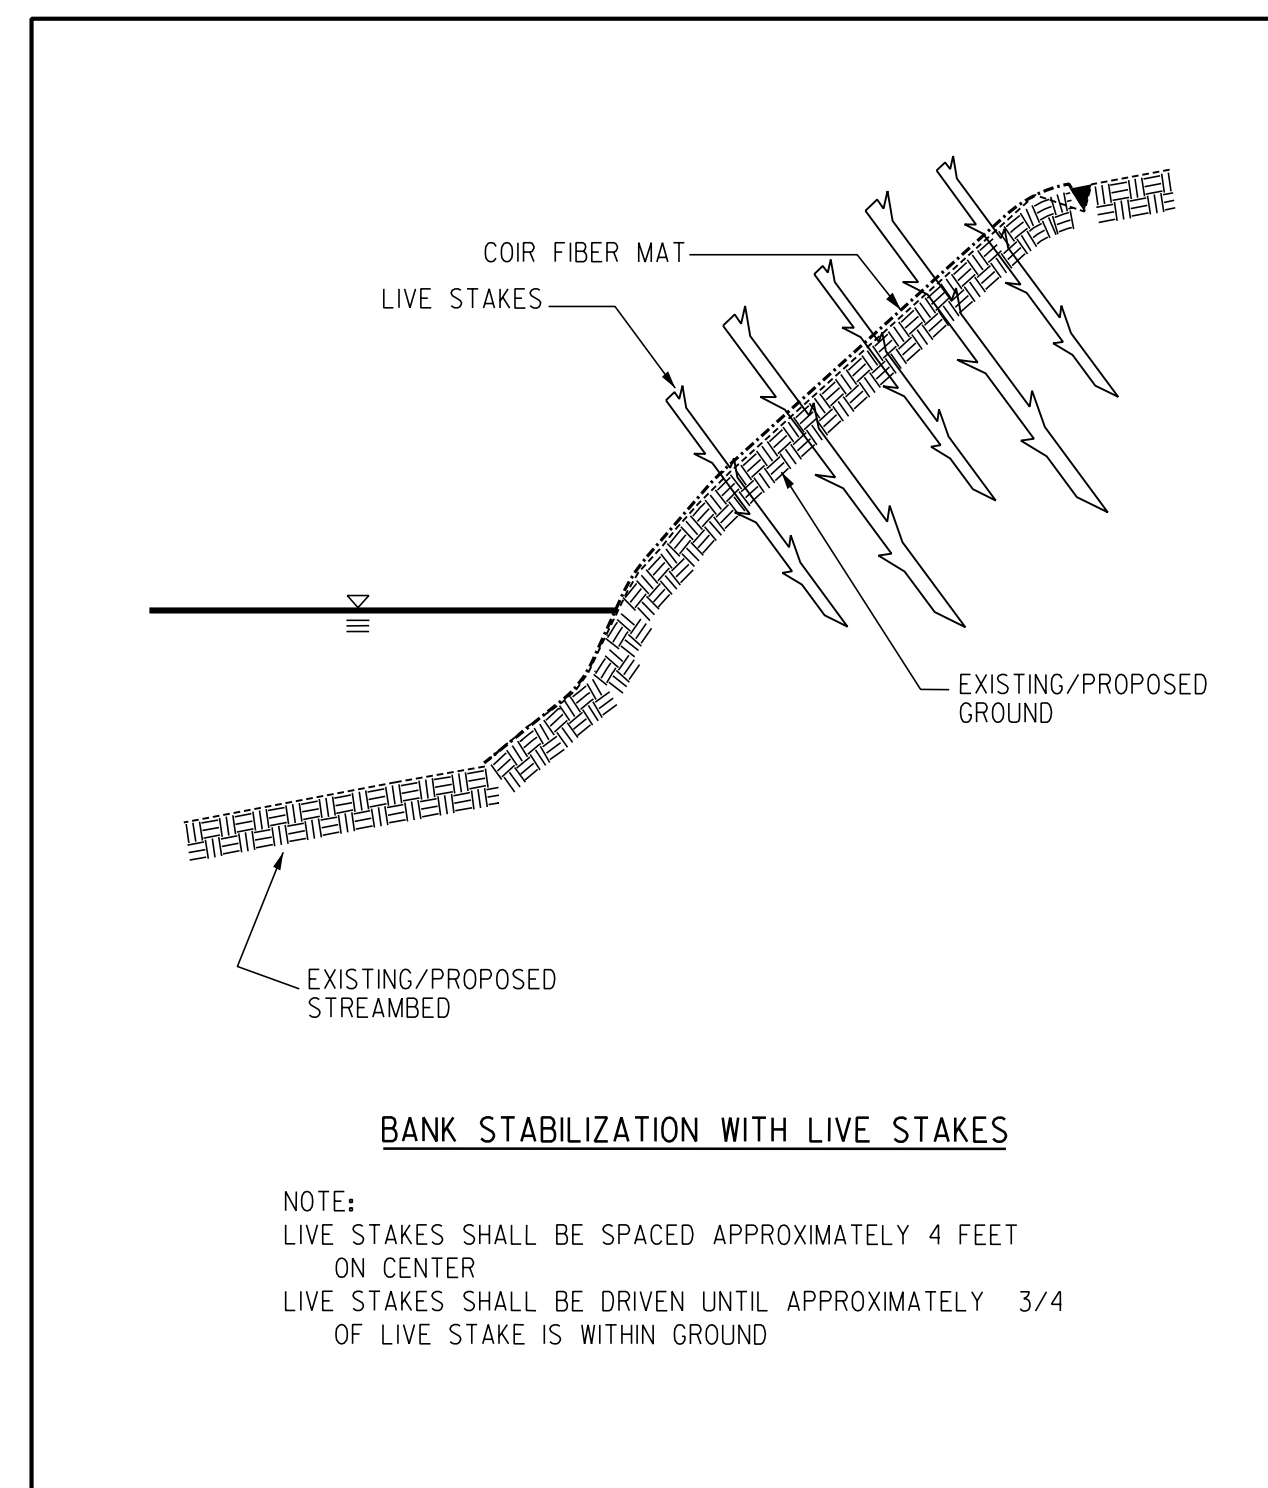 COIR FIBER MAT
LIVE STAKES
EXISTING/PROPOSED
GROUND
EXISTING/PROPOSED
STREAMBED
BANK STABILIZATION WITH LIVE STAKES
NOTE:
LIVE STAKES SHALL BE SPACED APPROXIMATELY 4 FEET
ON CENTER
LIVE STAKES SHALL BE DRIVEN UNTIL APPROXIMATELY 3/4
OF LIVE STAKE IS WITHIN GROUND